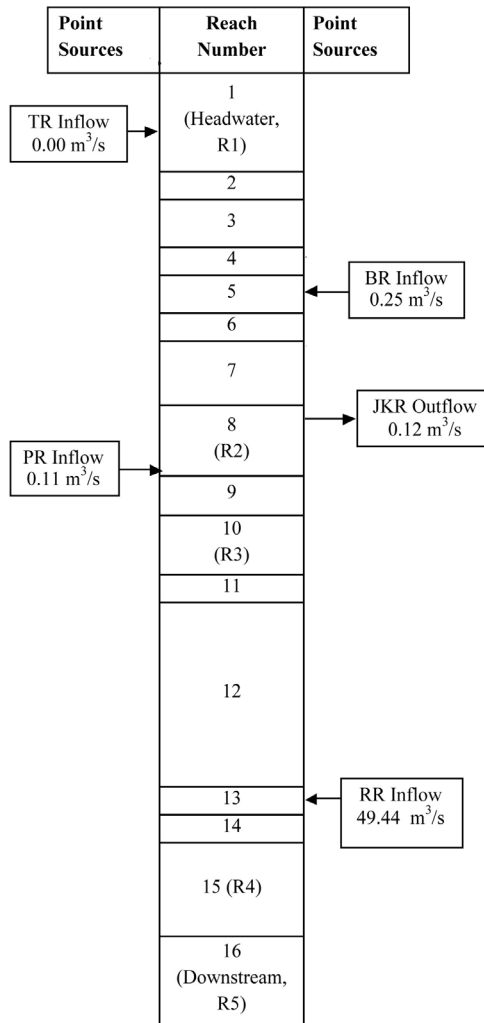 Point
Sources
Reach
Number
Point
Sources
1
(Headwater,
R1)
TR Inflow
0.00 m³/s
2
3
4
5
BR Inflow
0.25 m³/s
6
7
8
(R2)
JKR Outflow
0.12 m³/s
PR Inflow
0.11 m³/s
9
10
(R3)
11
12
13
RR Inflow
49.44 m³/s
14
15 (R4)
16
(Downstream,
R5)